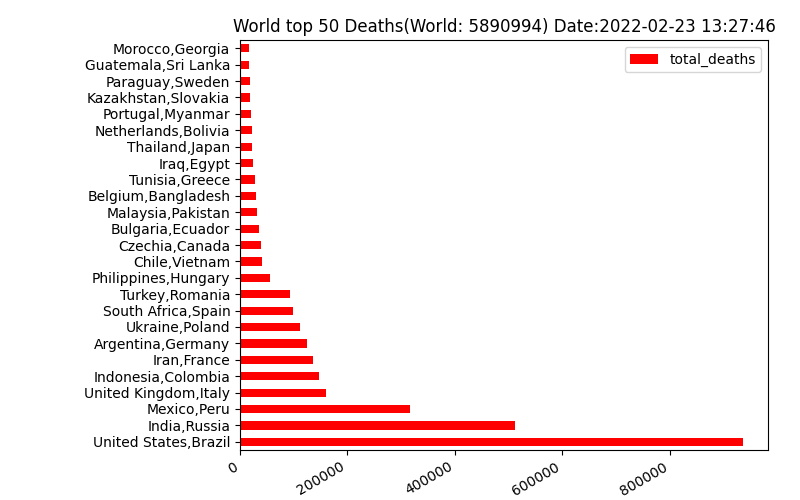 World top 50 Deaths(World: 5890994) Date:2022-02-23 13:27:46
total_deaths
Morocco,Georgia
Guatemala,Sri Lanka
Paraguay,Sweden
Kazakhstan,Slovakia
Portugal,Myanmar
Netherlands,Bolivia
Thailand,Japan
Iraq,Egypt
Tunisia,Greece
Belgium,Bangladesh
Malaysia,Pakistan
Bulgaria,Ecuador
Czechia,Canada
Chile,Vietnam
Philippines,Hungary
Turkey,Romania
South Africa,Spain
Ukraine,Poland
Argentina,Germany
Iran,France
Indonesia,Colombia
United Kingdom,Italy
Mexico,Peru
India,Russia
United States,Brazil
0 200000 400000 600000 800000